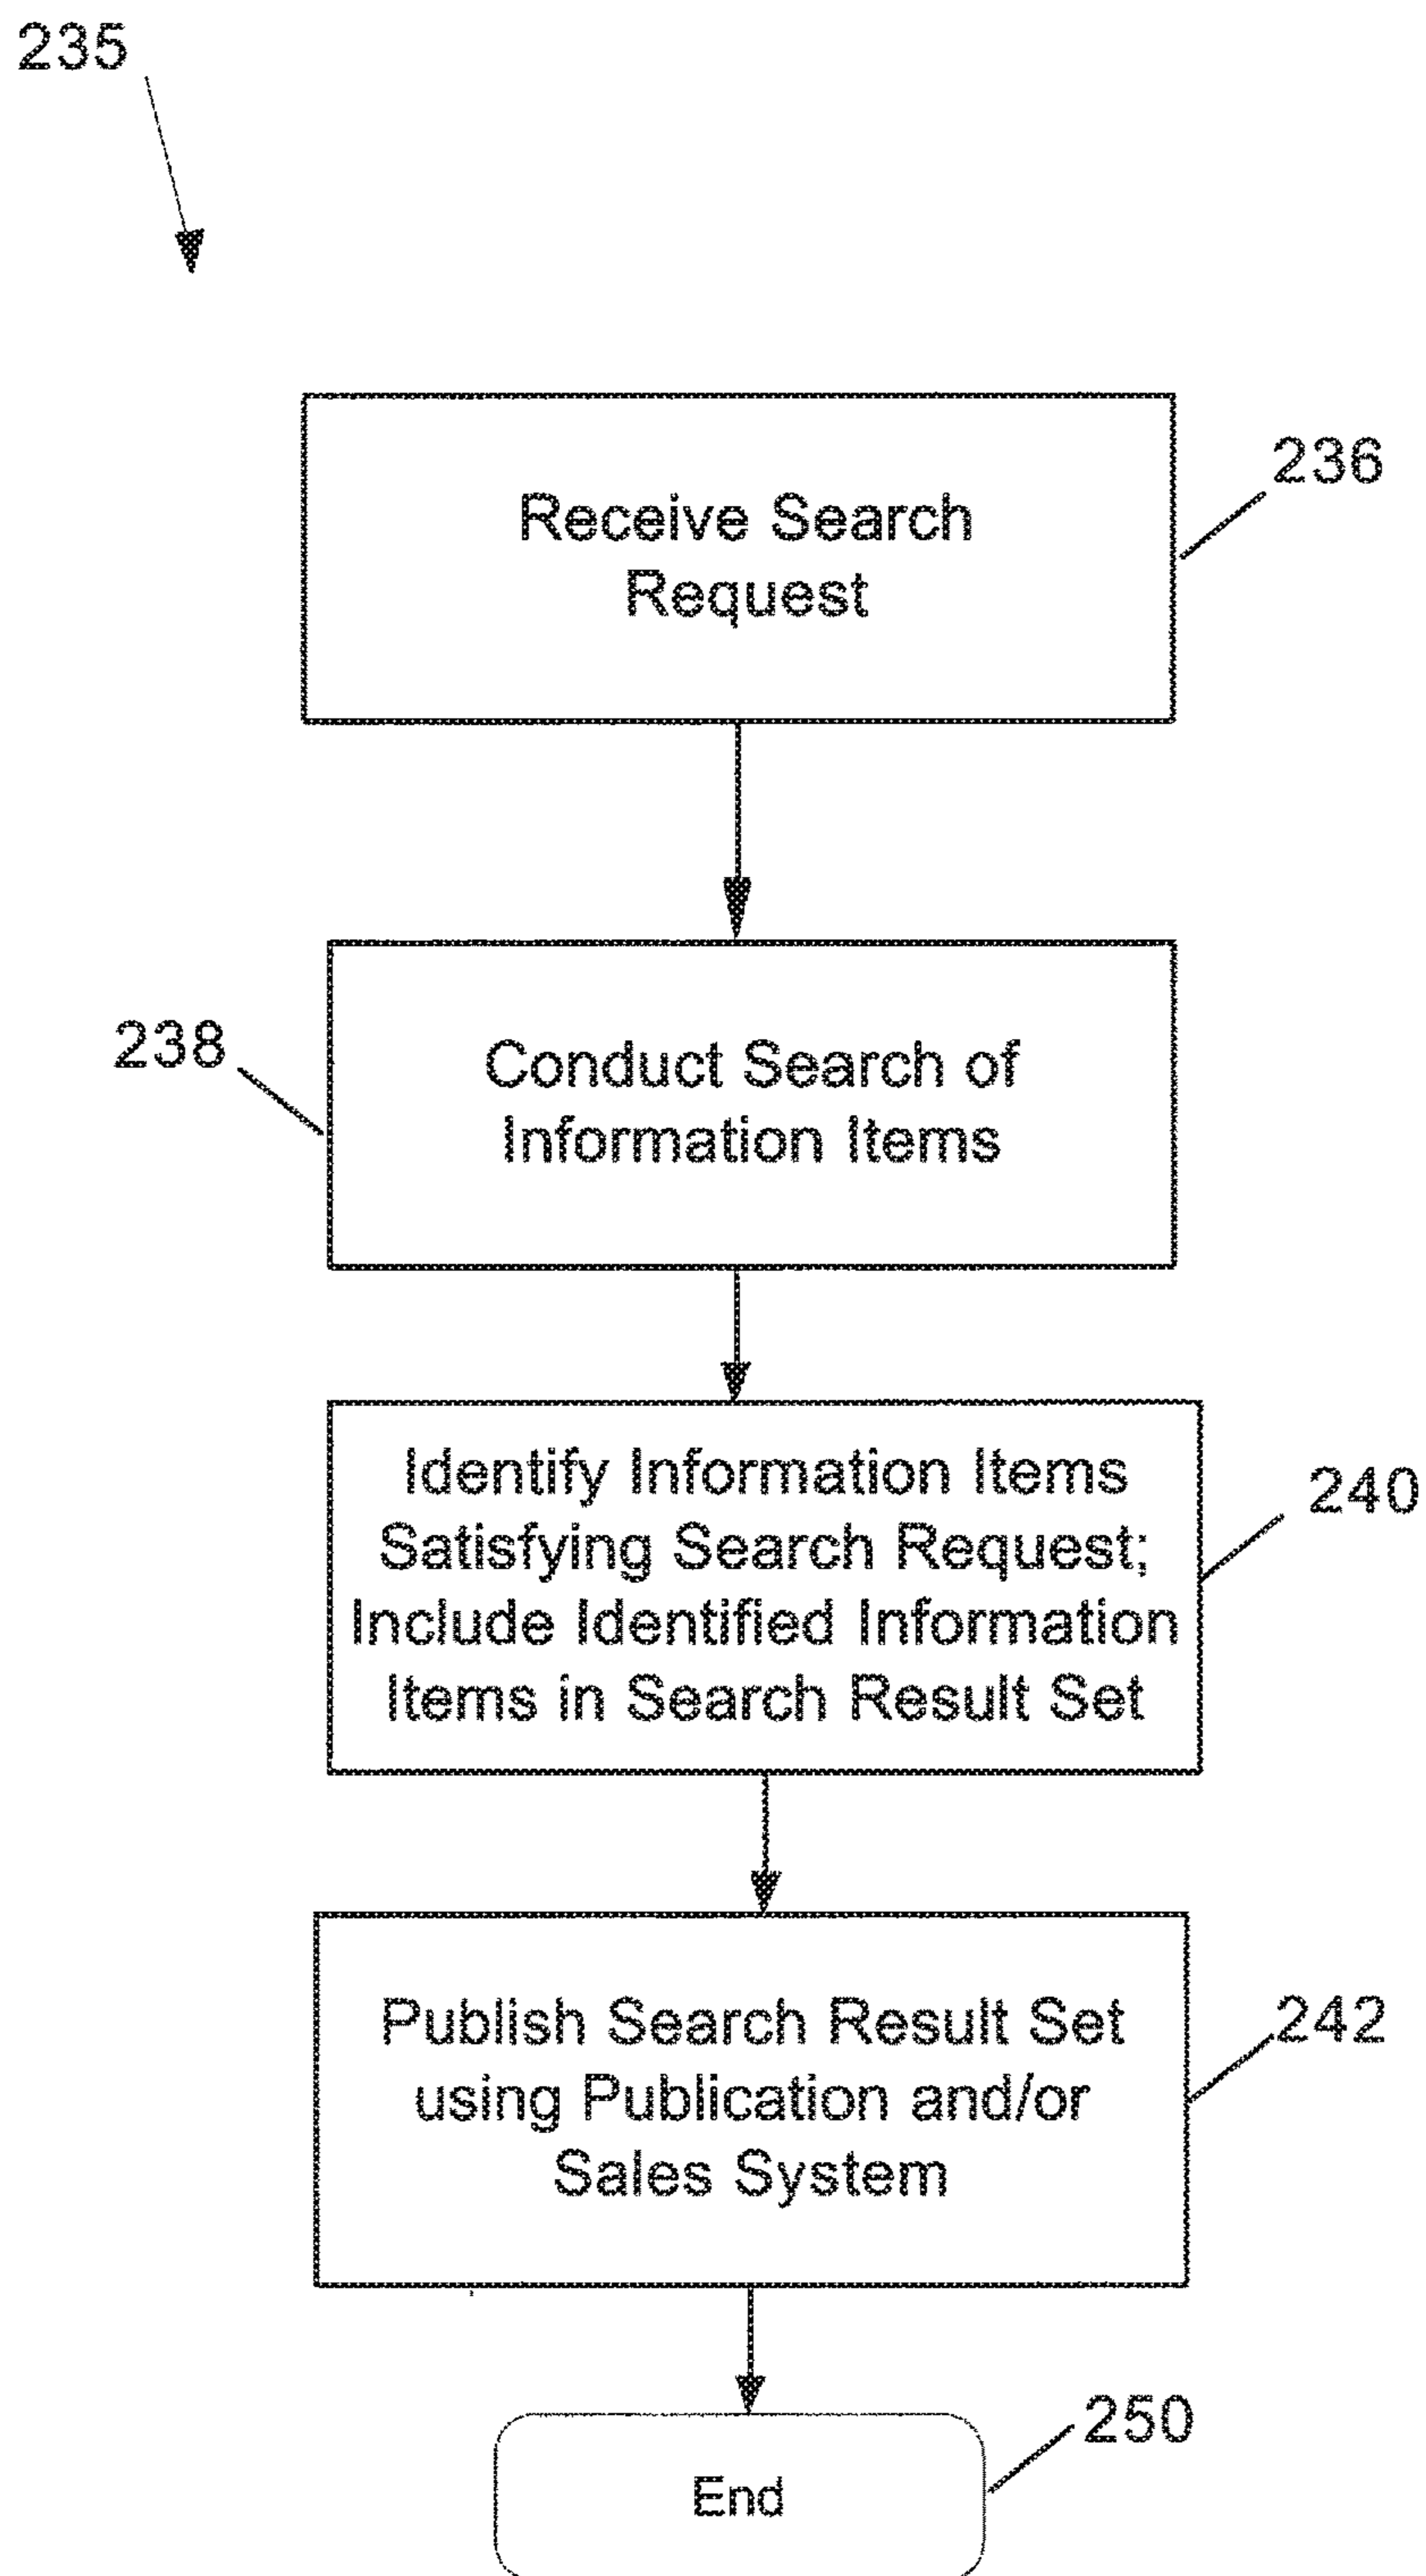 235
Receive Search
Request
236
238
Conduct Search of
Information Items
Identify Information Items
Satisfying Search Request;
Include Identified Information
Items in Search Result Set
240
Publish Search Result Set
using Publication and/or
Sales System
242
End
250